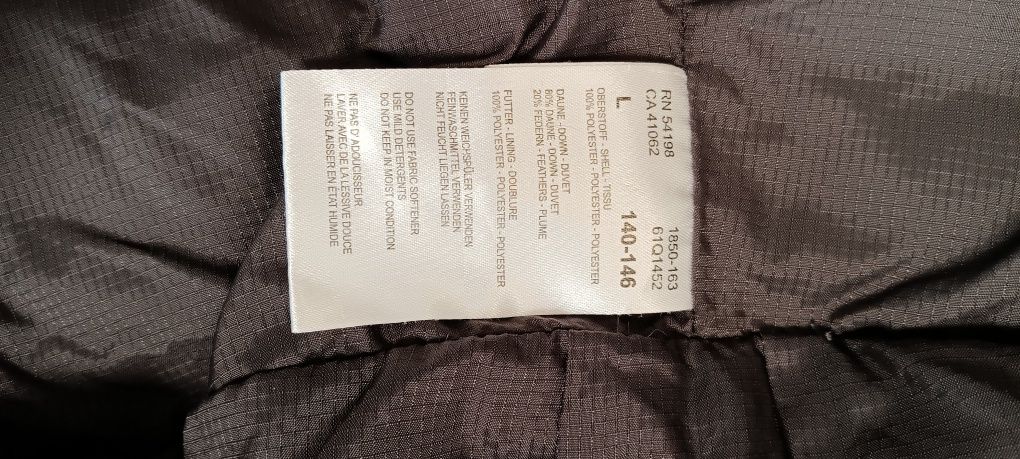 RN 54198 1850-163
CA 41062 61Q1452
L 140-146
OBERSTOFF - SHELL - TISSU
100% POLYESTER - POLYESTER - POLYESTER
DAUNE - DOWN - DUVET
80% DAUNE - DOWN - DUVET
20% FEDERN - FEATHERS - PLUME
FUTTER - LINING - DOUBLURE
100% POLYESTER - POLYESTER - POLYESTER
KEINEN WEICHSPÜLER VERWENDEN
FEINWASCHMITTEL VERWENDEN
NICHT FEUCHT LIEGEN LASSEN
DO NOT USE FABRIC SOFTENER
USE MILD DETERGENTS
DO NOT KEEP IN MOIST CONDITION
NE PAS D'ADOUCISSEUR
LAVER AVEC DE LA LESSIVE DOUCE
NE PAS LAISSER EN ÉTAT HUMIDE